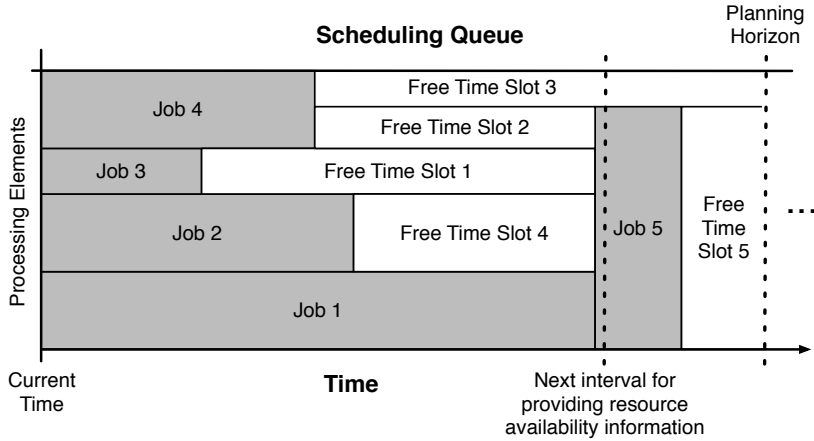 Planning
Horizon
Scheduling Queue
Free Time Slot 3
Job 4
Free Time Slot 2
Job 3
Free Time Slot 1
Processing Elements
Job 2
Free Time Slot 4
Job 5
Free
Time
Slot 5
...
Job 1
Current
Time
Time
Next interval for
providing resource
availability information